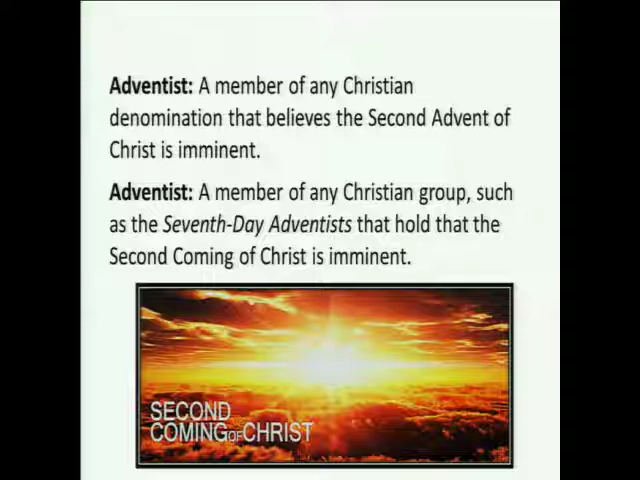 Adventist: A member of any Christian
denomination that believes the Second Advent of
Christ is imminent.
Adventist: A member of any Christian group, such
as the Seventh-Day Adventists that hold that the
Second Coming of Christ is imminent.
SECOND
COMING OF CHRIST